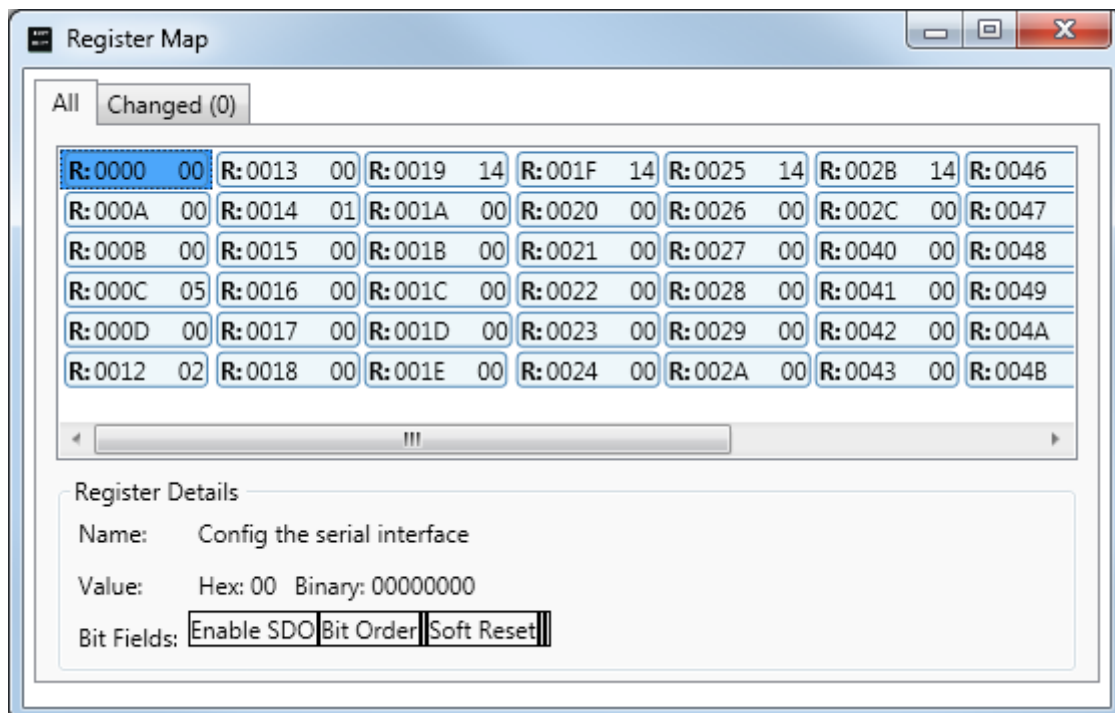 Register Map
All Changed (0)
R:0000 00 R:0013 00 R:0019 14 R:001F 14 R:0025 14 R:002B 14 R:0046
R:000A 00 R:0014 01 R:001A 00 R:0020 00 R:0026 00 R:002C 00 R:0047
R:000B 00 R:0015 00 R:001B 00 R:0021 00 R:0027 00 R:0040 00 R:0048
R:000C 05 R:0016 00 R:001C 00 R:0022 00 R:0028 00 R:0041 00 R:0049
R:000D 00 R:0017 00 R:001D 00 R:0023 00 R:0029 00 R:0042 00 R:004A
R:0012 02 R:0018 00 R:001E 00 R:0024 00 R:002A 00 R:0043 00 R:004B
Register Details
Name: Config the serial interface
Value: Hex: 00 Binary: 00000000
Bit Fields: Enable SDO Bit Order Soft Reset